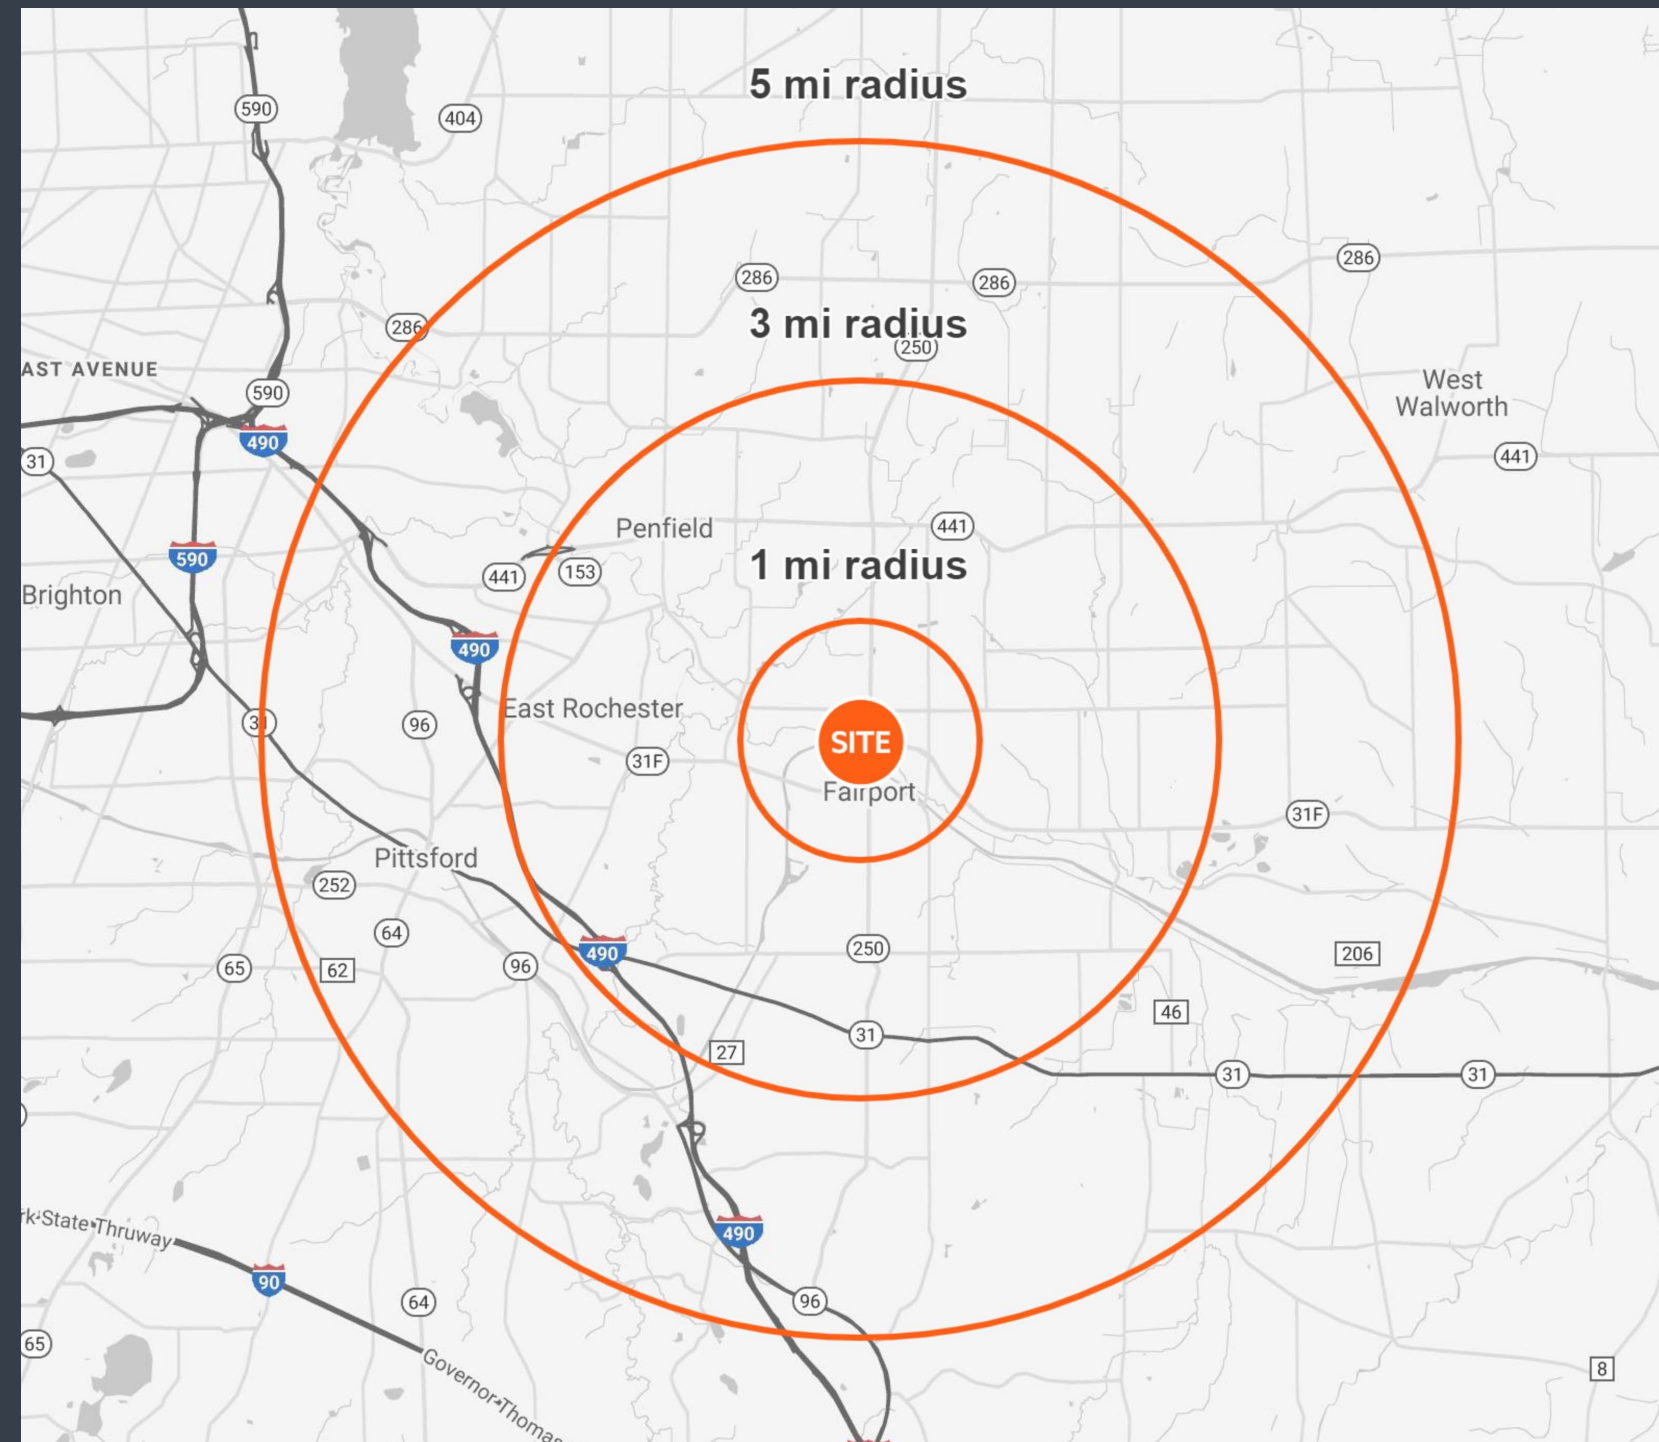 5 mi radius
590
404
286
286
286
3 mi radius
286
250
AST AVENUE
590
West
Walworth
490
31
441
Penfield
441
590
1 mi radius
441
153
Brighton
490
East Rochester
31
96
SITE
31F
Fairport
31F
Pittsford
252
64
250
490
206
65
62
96
46
31
27
31
31
rk State Thruway
490
90
64
96
65
Governor Thomas
8